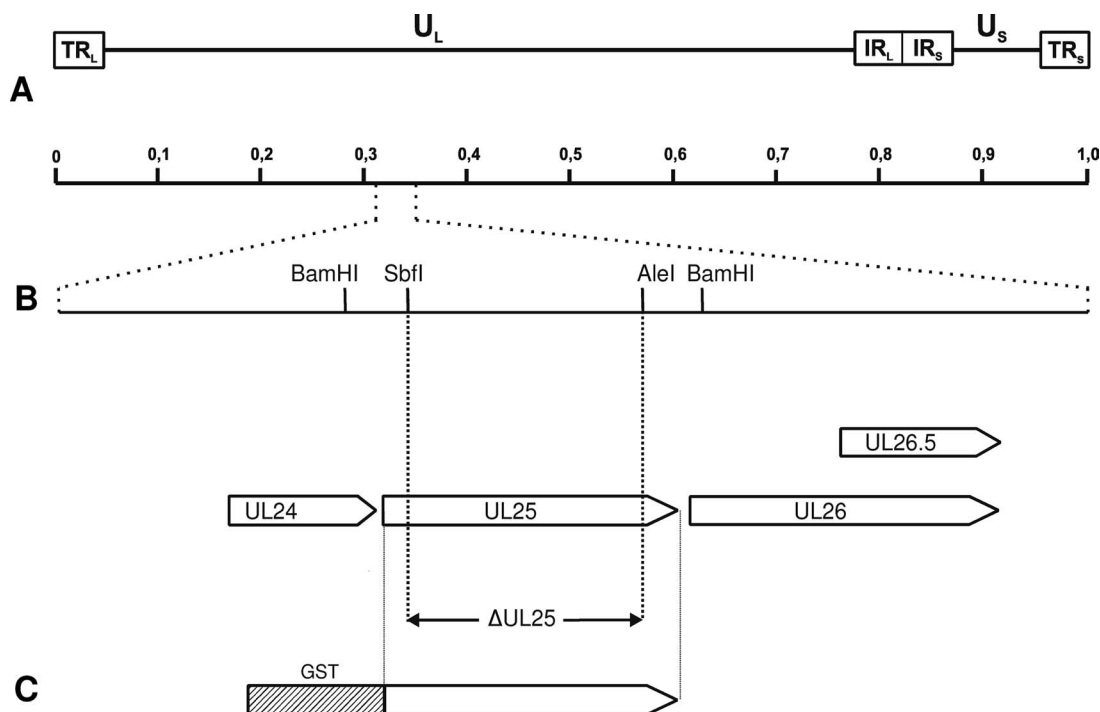 U_L U_S
TR_L IR_L IR_S TR_S
A
0 0,1 0,2 0,3 0,4 0,5 0,6 0,7 0,8 0,9 1,0
BamHI SbfI AleI BamHI
B
UL26.5
UL24 UL25 UL26
ΔUL25
GST
C